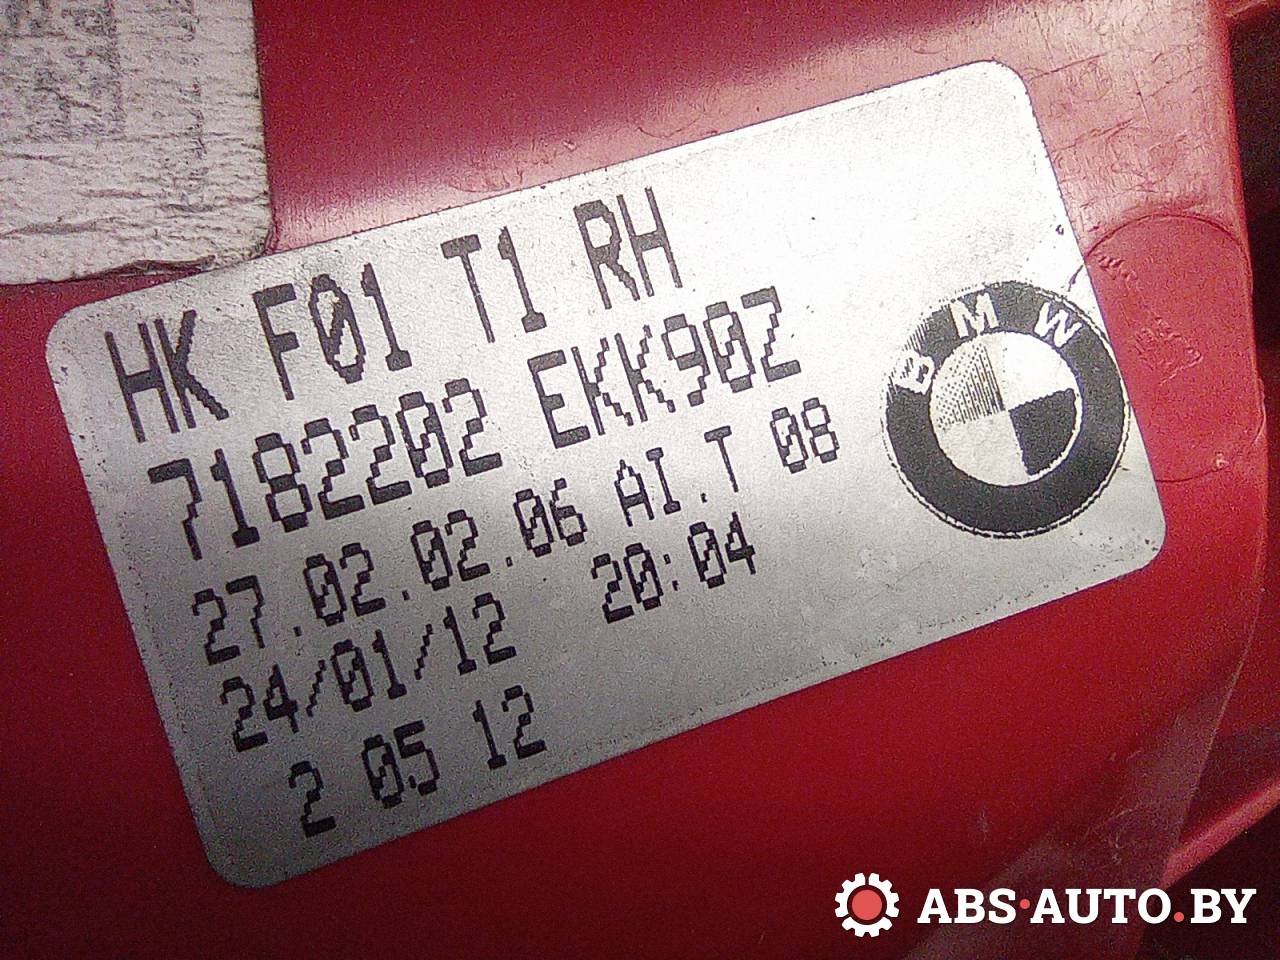 HK F01 T1 RH
7182202 EKK90Z
27.02.02.06 AI.T 08
24/01/12 20:04
2 05 12
BMW
ABS·AUTO.BY